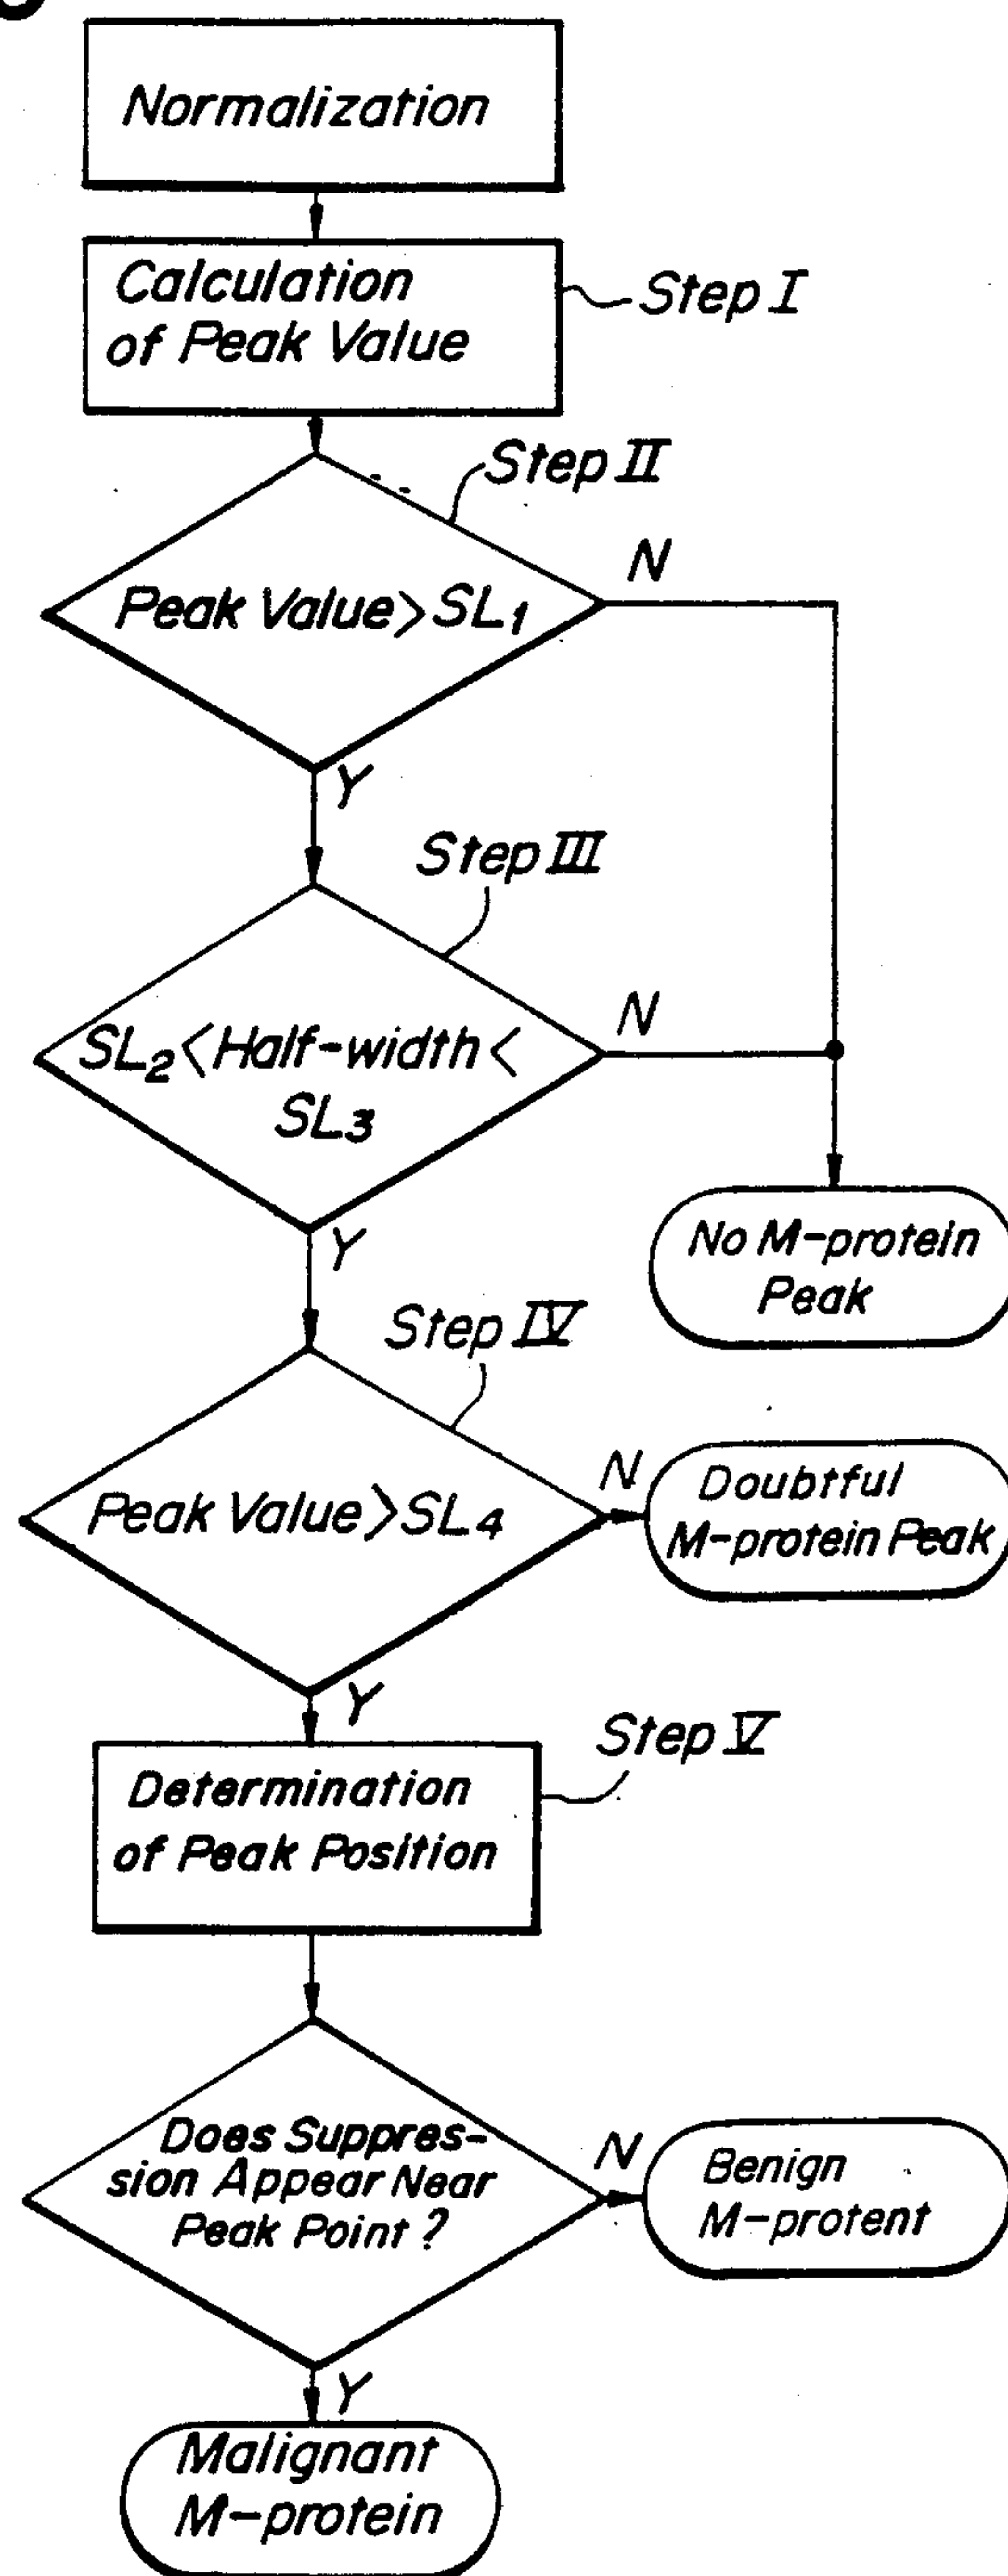 Normalization
Calculation
of Peak Value
Step I
Step II
Peak Value > SL1
N
Y
Step III
SL2 < Half-width <
SL3
N
Y
No M-protein
Peak
Step IV
Peak Value > SL4
N
Doubtful
M-protein Peak
Y
Step V
Determination
of Peak Position
Does Suppres-
sion Appear Near
Peak Point?
N
Benign
M-protent
Y
Malignant
M-protein